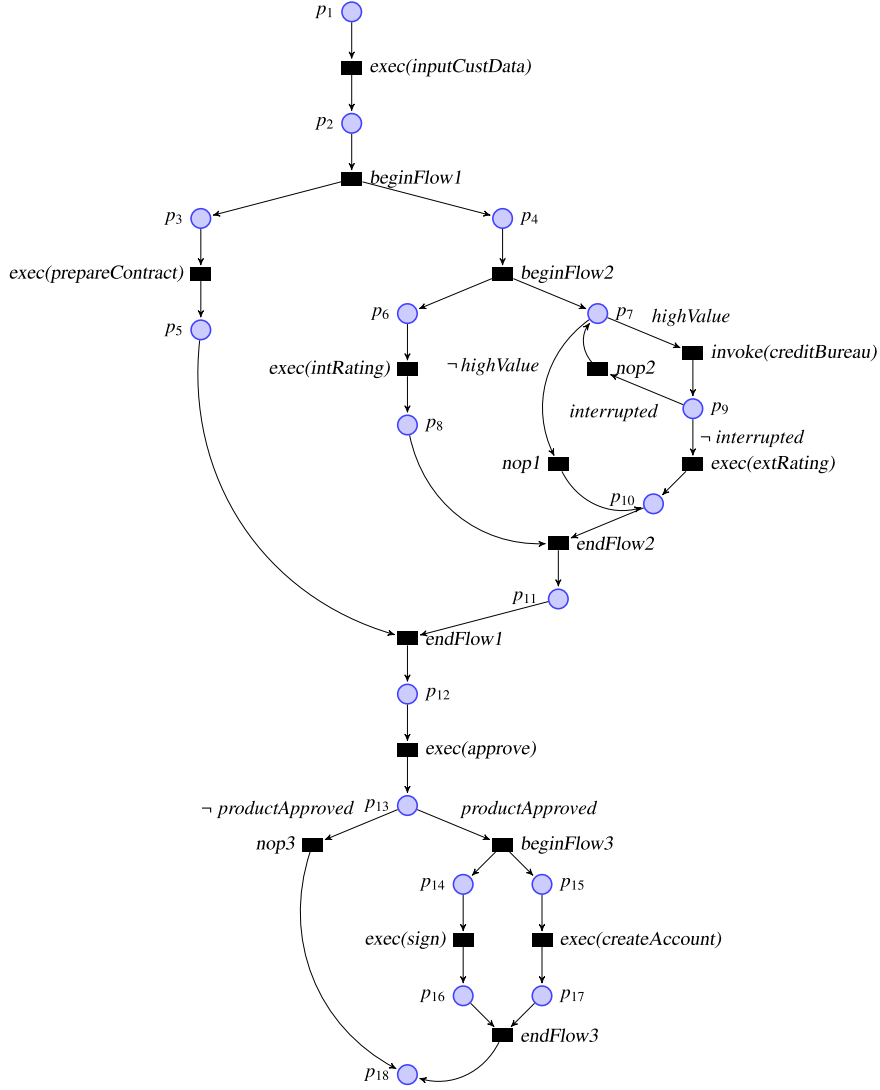 p1
exec(inputCustData)
p2
beginFlow1
p3
p4
exec(prepareContract)
beginFlow2
p5
p6
p7
highValue
exec(intRating)
¬ highValue
nop2
invoke(creditBureau)
interrupted
p9
p8
¬ interrupted
nop1
exec(extRating)
p10
endFlow2
p11
endFlow1
p12
exec(approve)
¬ productApproved
p13
productApproved
nop3
beginFlow3
p14
p15
exec(sign)
exec(createAccount)
p16
p17
endFlow3
p18